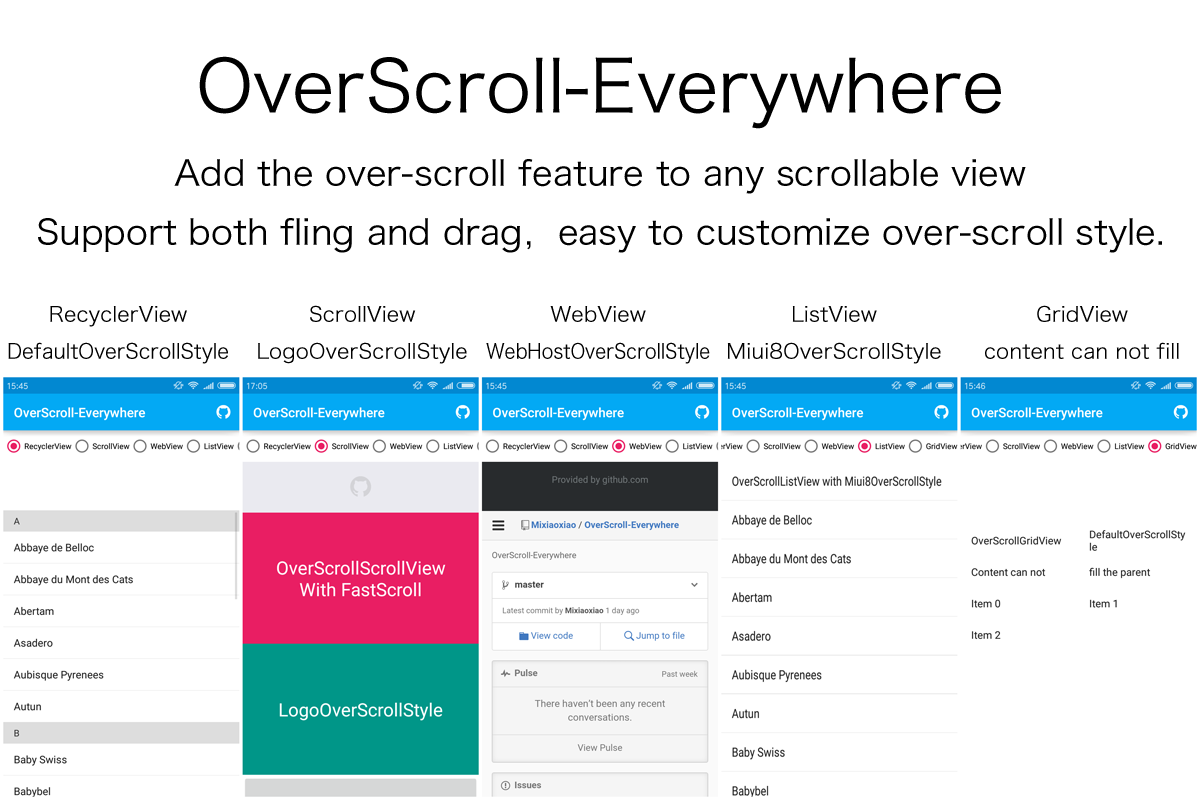 OverScroll-Everywhere
Add the over-scroll feature to any scrollable view
Support both fling and drag, easy to customize over-scroll style.
RecyclerView
DefaultOverScrollStyle
15:45
OverScroll-Everywhere
RecyclerView ScrollView WebView ListView
A
Abbaye de Belloc
Abbaye du Mont des Cats
Abertam
Asadero
Aubisque Pyrenees
Autun
B
Baby Swiss
Babybel
ScrollView
LogoOverScrollStyle
17:05
OverScroll-Everywhere
RecyclerView ScrollView WebView ListView
OverScrollScrollView
With FastScroll
LogoOverScrollStyle
WebView
WebHostOverScrollStyle
15:45
OverScroll-Everywhere
RecyclerView ScrollView WebView ListView
Provided by github.com
Mixiaoxiao / OverScroll-Everywhere
OverScroll-Everywhere
master
Latest commit by Mixiaoxiao 1 day ago
View code Jump to file
Pulse Past week
There haven't been any recent
conversations.
View Pulse
Issues
ListView
Miui8OverScrollStyle
15:45
OverScroll-Everywhere
erView ScrollView WebView ListView GridView
OverScrollListView with Miui8OverScrollStyle
Abbaye de Belloc
Abbaye du Mont des Cats
Abertam
Asadero
Aubisque Pyrenees
Autun
Baby Swiss
Babybel
GridView
content can not fill
15:46
OverScroll-Everywhere
erView ScrollView WebView ListView GridView
OverScrollGridView
DefaultOverScrollSty
le
Content can not fill the parent
Item 0 Item 1
Item 2